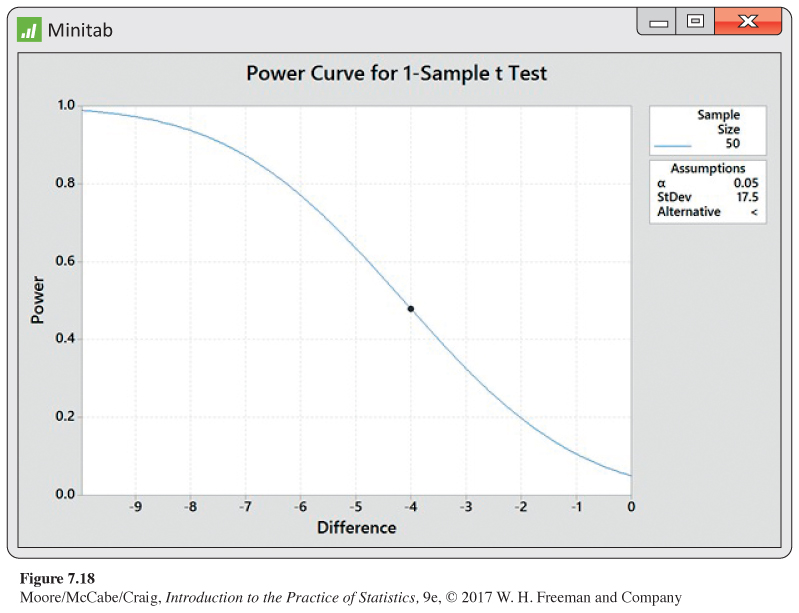 Minitab
Power Curve for 1-Sample t Test
1.0
0.8
0.6
0.4
0.2
0.0
Power
-9 -8 -7 -6 -5 -4 -3 -2 -1 0
Difference
Sample
Size
50
Assumptions
α 0.05
StDev 17.5
Alternative <
Figure 7.18
Moore/McCabe/Craig, Introduction to the Practice of Statistics, 9e, © 2017 W. H. Freeman and Company